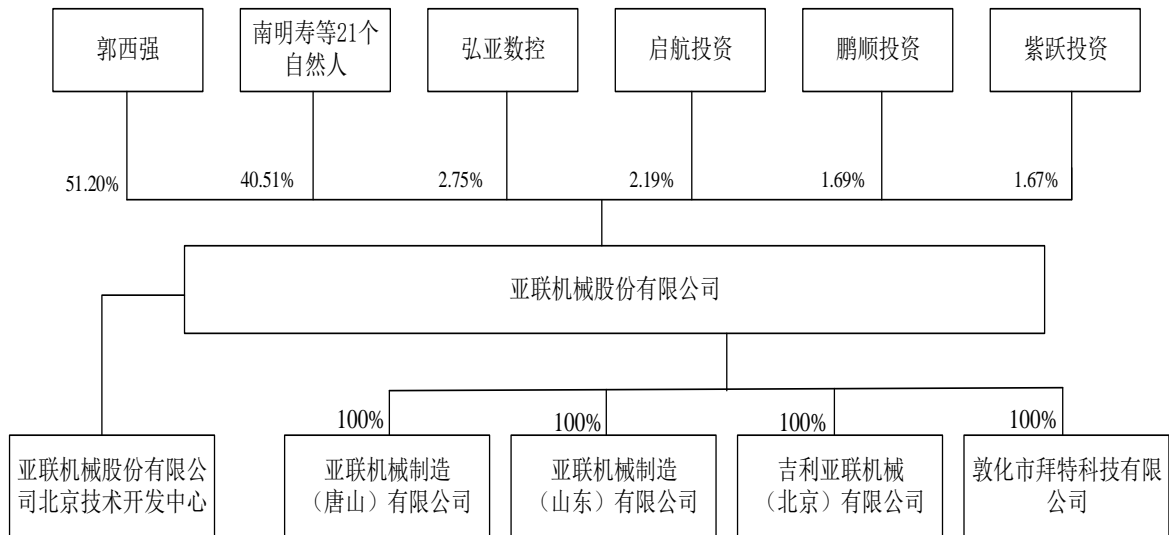 郭西强
南明寿等21个
自然人
弘亚数控
启航投资
鹏顺投资
紫跃投资
51.20%
40.51%
2.75%
2.19%
1.69%
1.67%
亚联机械股份有限公司
100%
100%
100%
100%
亚联机械股份有限公
司北京技术开发中心
亚联机械制造
（唐山）有限公司
亚联机械制造
（山东）有限公司
吉利亚联机械
（北京）有限公司
敦化市拜特科技有限
公司